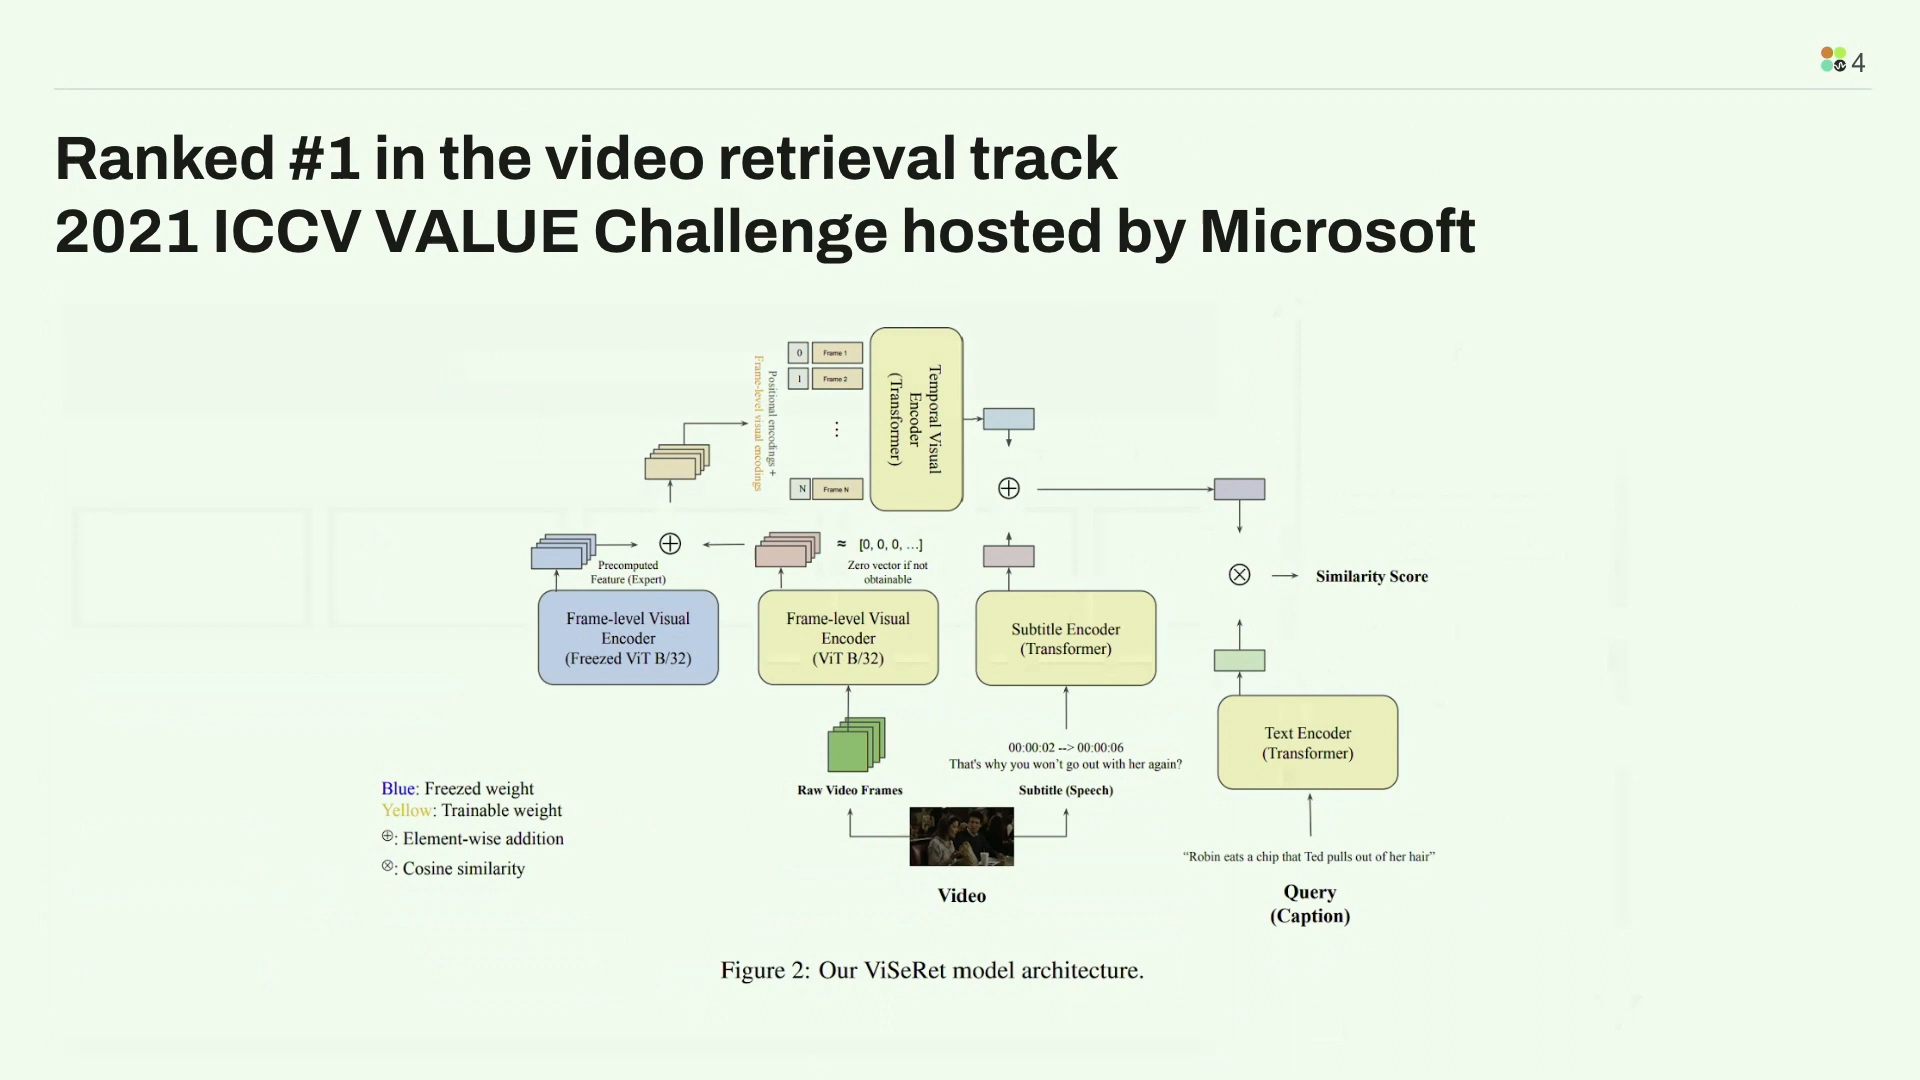 4
Ranked #1 in the video retrieval track
2021 ICCV VALUE Challenge hosted by Microsoft
0 Frame 1
1 Frame 2
⋮
N Frame N
Positional encodings +
Frame-level visual encodings
Temporal Visual
Encoder
(Transformer)
⊕
⊕
≈ [0, 0, 0, ...]
Precomputed
Feature (Expert)
Zero vector if not
obtainable
⊗
Similarity Score
Frame-level Visual
Encoder
(Freezed ViT B/32)
Frame-level Visual
Encoder
(ViT B/32)
Subtitle Encoder
(Transformer)
Text Encoder
(Transformer)
00:00:02 --> 00:00:06
That's why you won't go out with her again?
Raw Video Frames
Subtitle (Speech)
Blue: Freezed weight
Yellow: Trainable weight
⊕: Element-wise addition
⊗: Cosine similarity
Video
“Robin eats a chip that Ted pulls out of her hair”
Query
(Caption)
Figure 2: Our ViSeRet model architecture.